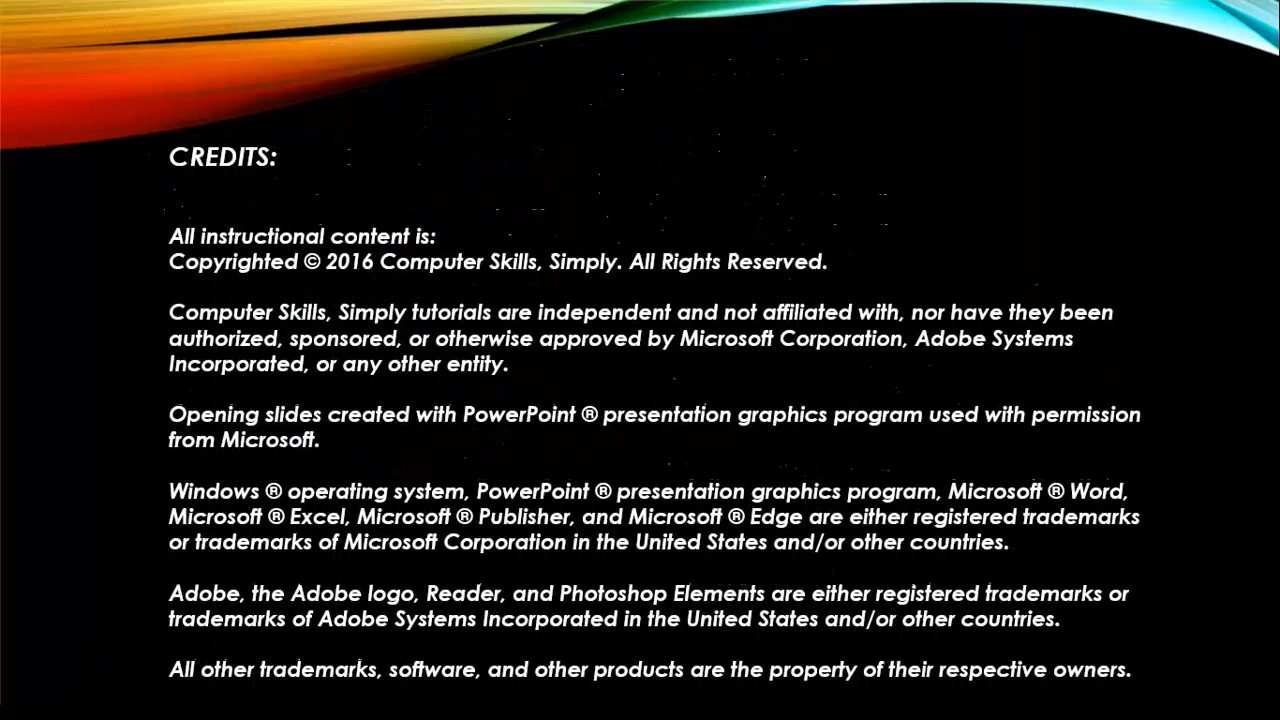 CREDITS:
All instructional content is:
Copyrighted © 2016 Computer Skills, Simply. All Rights Reserved.
Computer Skills, Simply tutorials are independent and not affiliated with, nor have they been
authorized, sponsored, or otherwise approved by Microsoft Corporation, Adobe Systems
Incorporated, or any other entity.
Opening slides created with PowerPoint ® presentation graphics program used with permission
from Microsoft.
Windows ® operating system, PowerPoint ® presentation graphics program, Microsoft ® Word,
Microsoft ® Excel, Microsoft ® Publisher, and Microsoft ® Edge are either registered trademarks
or trademarks of Microsoft Corporation in the United States and/or other countries.
Adobe, the Adobe logo, Reader, and Photoshop Elements are either registered trademarks or
trademarks of Adobe Systems Incorporated in the United States and/or other countries.
All other trademarks, software, and other products are the property of their respective owners.